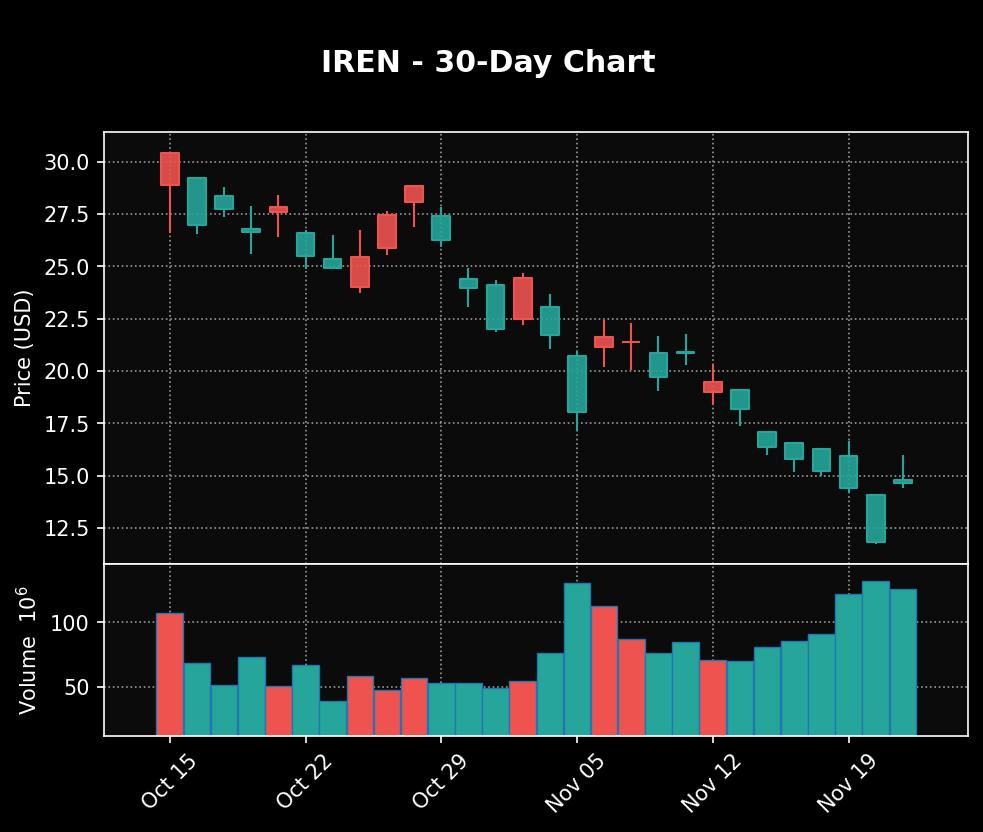 IREN - 30-Day Chart
Price (USD)
30.0
27.5
25.0
22.5
20.0
17.5
15.0
12.5
Volume 10^6
100
50
Oct 15
Oct 22
Oct 29
Nov 05
Nov 12
Nov 19